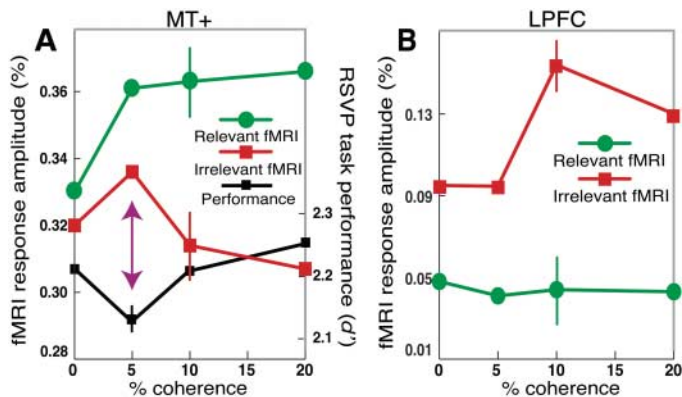 MT+
A
fMRI response amplitude (%)
0.36
0.34
0.32
0.30
0.28
Relevant fMRI
Irrelevant fMRI
Performance
2.3
2.2
2.1
RSVP task performance (d')
0 5 10 15 20
% coherence
LPFC
B
fMRI response amplitude (%)
0.13
0.09
0.05
0.01
Relevant fMRI
Irrelevant fMRI
0 5 10 15 20
% coherence